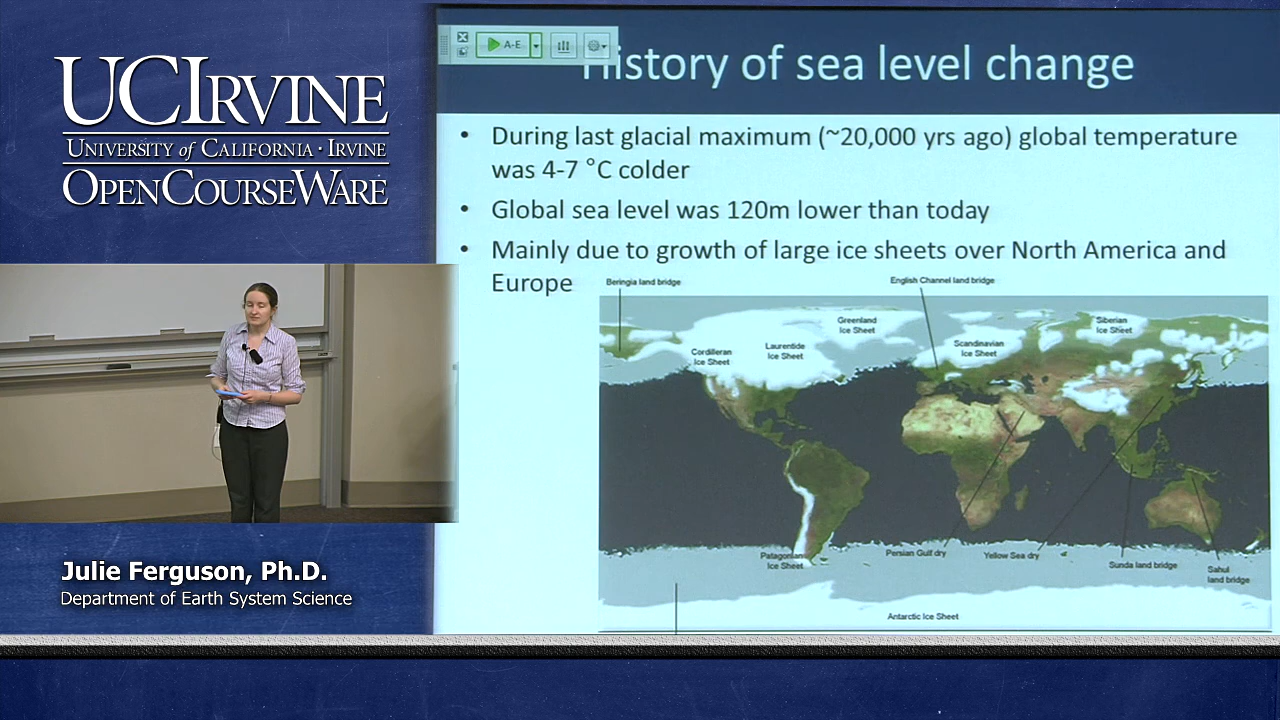 UCIRVINE
UNIVERSITY of CALIFORNIA · IRVINE
OPENCOURSEWARE
Julie Ferguson, Ph.D.
Department of Earth System Science
A-E
History of sea level change
• During last glacial maximum (~20,000 yrs ago) global temperature
was 4-7 °C colder
• Global sea level was 120m lower than today
• Mainly due to growth of large ice sheets over North America and
Europe
Beringia land bridge
English Channel land bridge
Greenland
Ice Sheet
Siberian
Ice Sheet
Cordilleran
Ice Sheet
Laurentide
Ice Sheet
Scandinavian
Ice Sheet
Patagonian
Ice Sheet
Persian Gulf dry
Yellow Sea dry
Sunda land bridge
Sahul
land bridge
Antarctic Ice Sheet